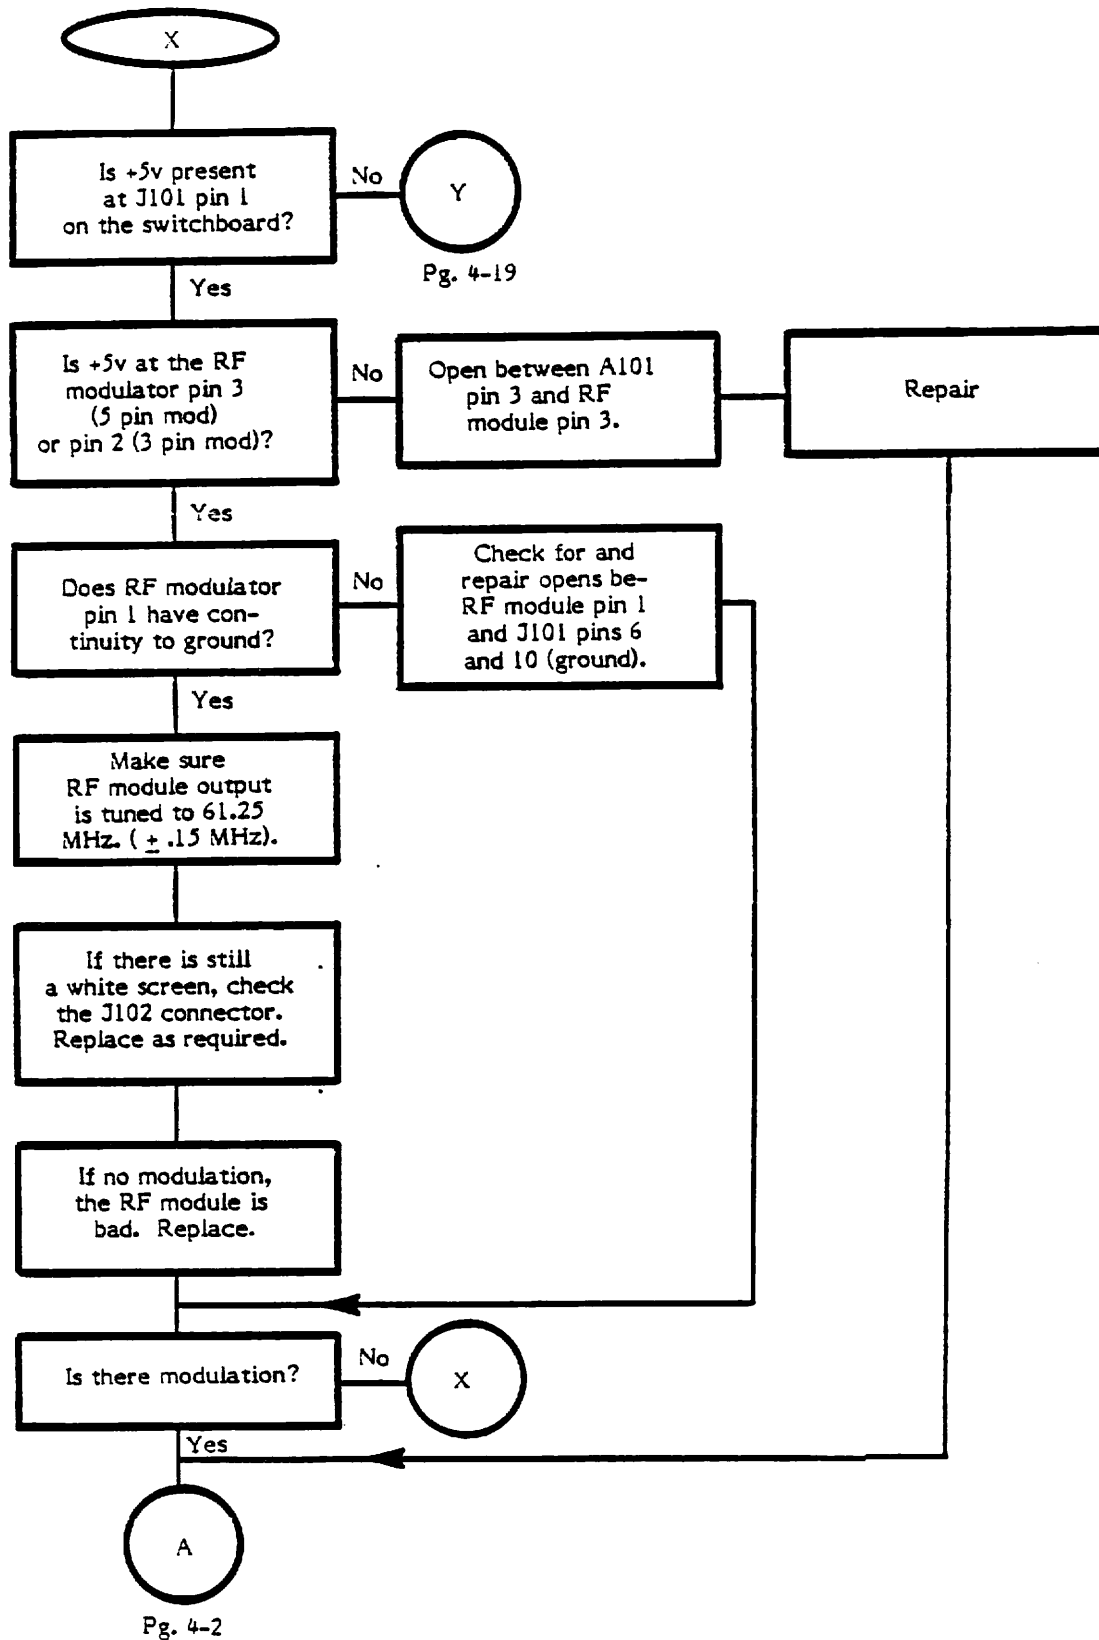 X
Is +5v present
at J101 pin 1
on the switchboard?
No
Y
Pg. 4-19
Yes
Is +5v at the RF
modulator pin 3
(5 pin mod)
or pin 2 (3 pin mod)?
No
Open between A101
pin 3 and RF
module pin 3.
Repair
Yes
Does RF modulator
pin 1 have con-
tinuity to ground?
No
Check for and
repair opens be-
RF module pin 1
and J101 pins 6
and 10 (ground).
Yes
Make sure
RF module output
is tuned to 61.25
MHz. ( ± .15 MHz).
If there is still
a white screen, check
the J102 connector.
Replace as required.
If no modulation,
the RF module is
bad. Replace.
Is there modulation?
No
X
Yes
A
Pg. 4-2